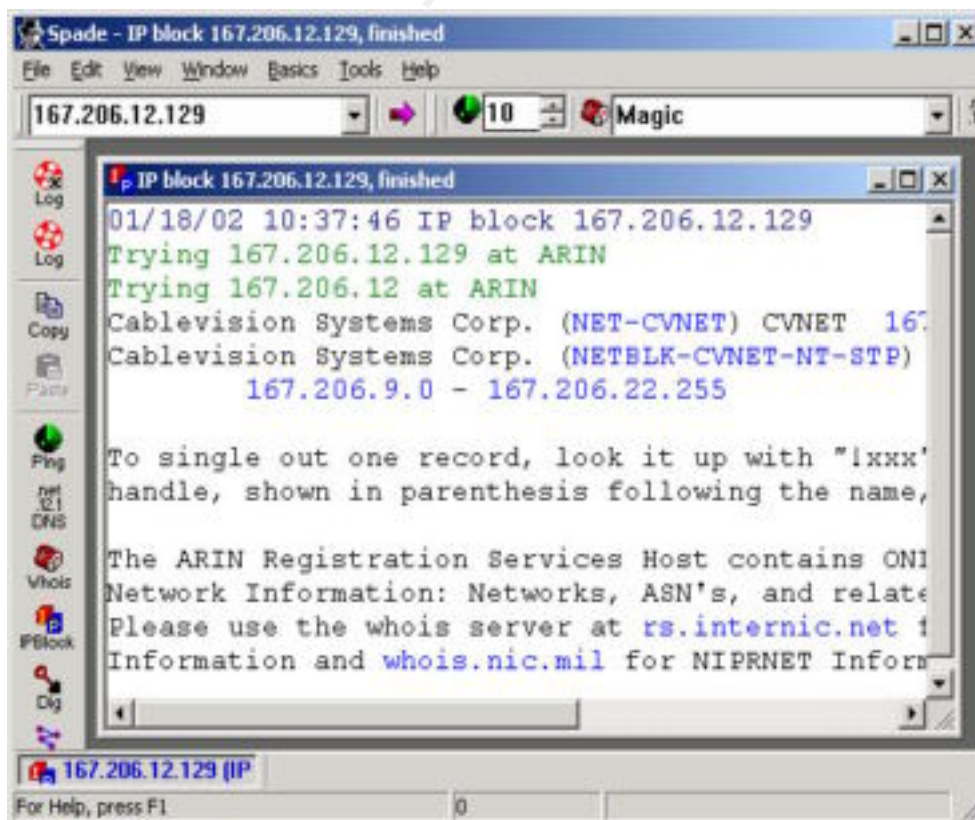 Spade - IP block 167.206.12.129, finished
File Edit View Window Basics Tools Help
167.206.12.129 10 Magic
IP block 167.206.12.129, finished
Log
Log
Copy
Paste
Ping
DNS
Whois
IPBlock
Dig
01/18/02 10:37:46 IP block 167.206.12.129
Trying 167.206.12.129 at ARIN
Trying 167.206.12 at ARIN
Cablevision Systems Corp. (NET-CVNET) CVNET 167.
Cablevision Systems Corp. (NETBLK-CVNET-NT-STP)
167.206.9.0 - 167.206.22.255
To single out one record, look it up with "!xxx"
handle, shown in parenthesis following the name,
The ARIN Registration Services Host contains
Network Information: Networks, ASN's, and
Please use the whois server at rs.internic.net
Information and whois.nic.mil for NIPRNET
167.206.12.129 (IP
For Help, press F1
0